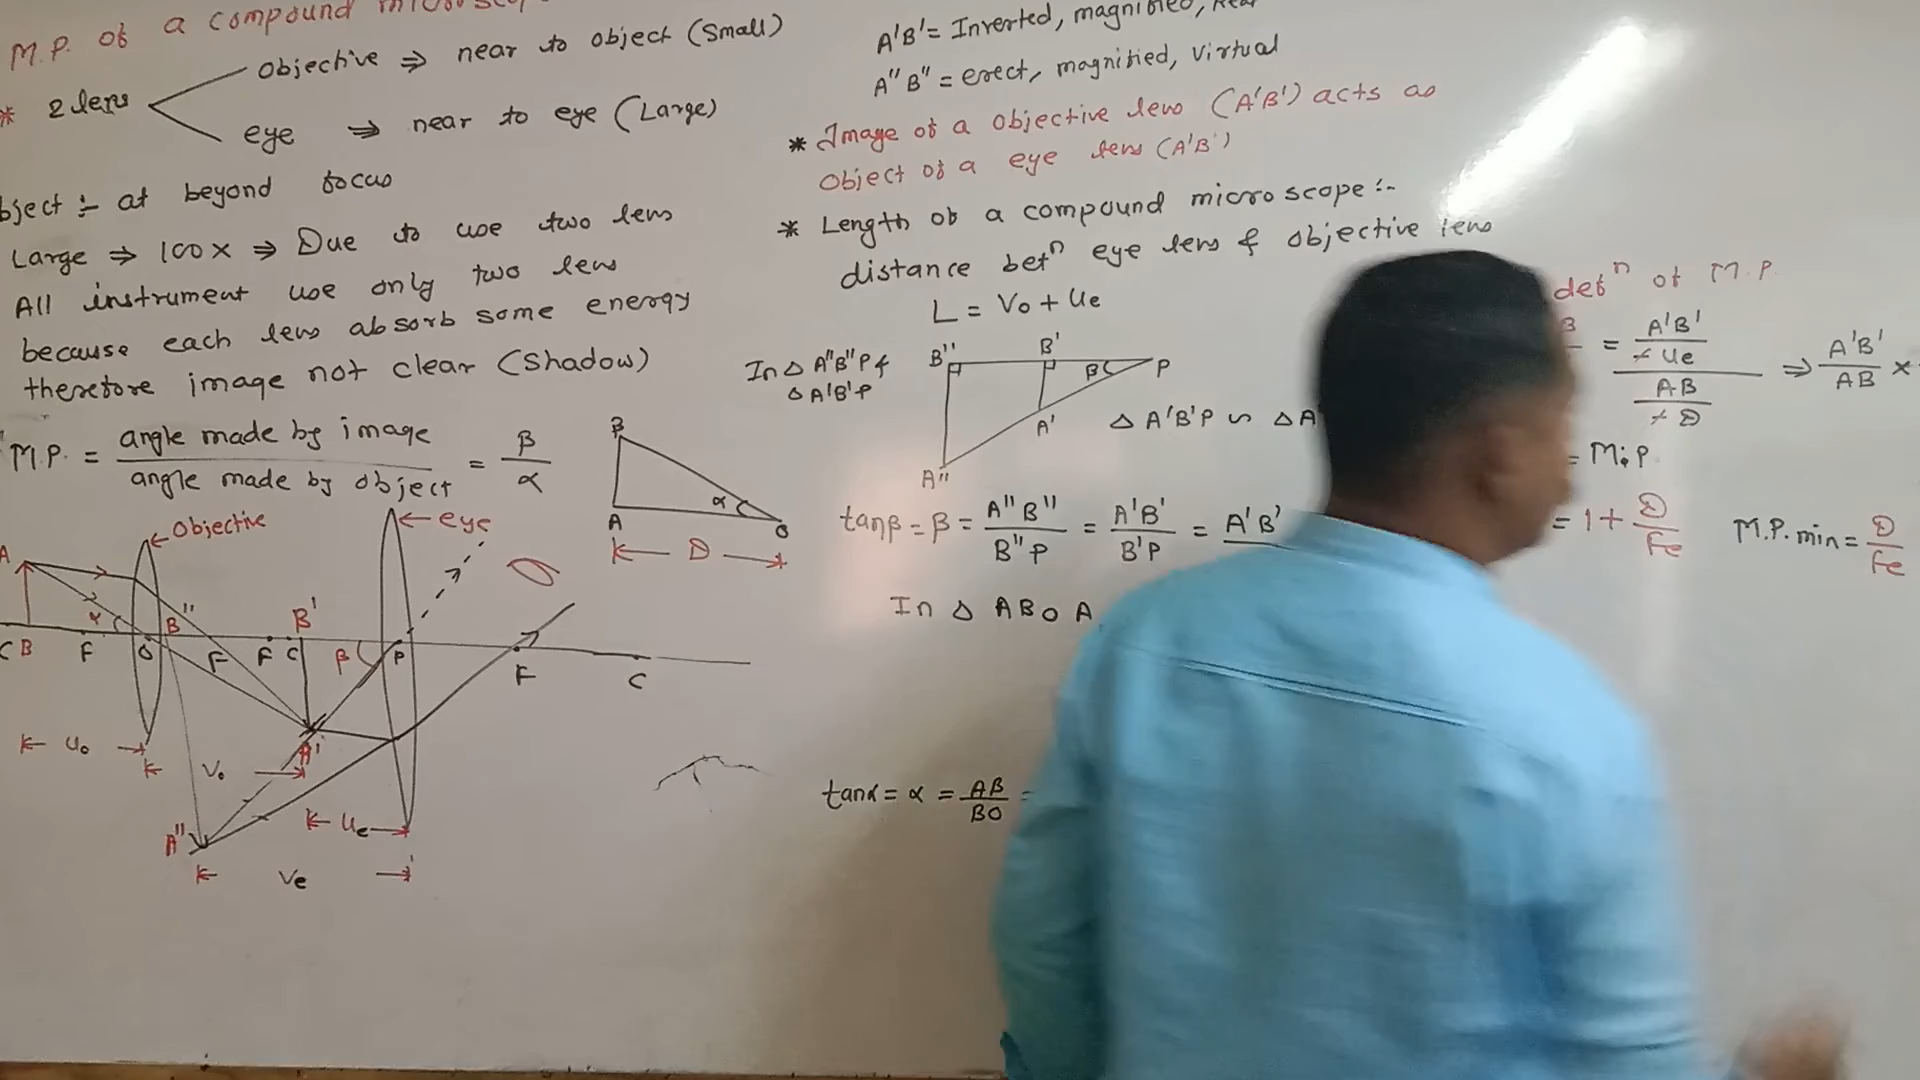 M.P. of a compound
* 2 lens
objective ⇒ near to object (small)
eye ⇒ near to eye (Large)
bject :- at beyond focus
Large ⇒ 100 x ⇒ Due to use two lens
All instrument use only two lens
because each lens absorb some energy
therefore image not clear (Shadow)
M.P. = angle made by image / angle made by object = β/α
B
A
α
O
D
Objective
eye
A
α
B"
B'
C B F O F F C β P F C
u₀
V₀
A'
A"
ue
Ve
A'B' = Inverted, magnified,
A"B" = erect, magnified, virtual
* Image of a objective lens (A'B') acts as
object of a eye lens (A'B')
* Length of a compound microscope :-
distance betⁿ eye lens & objective lens
L = V₀ + Ue
In △ A"B"P &
△ A'B'P
B" B' β P
A'
A"
△ A'B'P ∽ △ A'
tanβ = β = A"B"/B"P = A'B'/B'P = A'B'
In △ ABO A
tanα = α = AB/BO =
defⁿ of M.P.
= A'B'/-Ue / AB/-D ⇒ A'B'/AB ×
= M.P.
= 1 + D/Fe
M.P.min = D/Fe